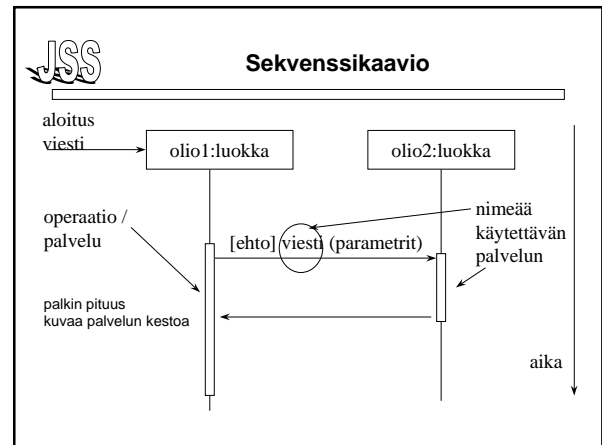 JSS
Sekvenssikaavio
aloitus
viesti
olio1:luokka
olio2:luokka
operaatio /
palvelu
[ehto] viesti (parametrit)
nimeää
käytettävän
palvelun
palkin pituus
kuvaa palvelun kestoa
aika